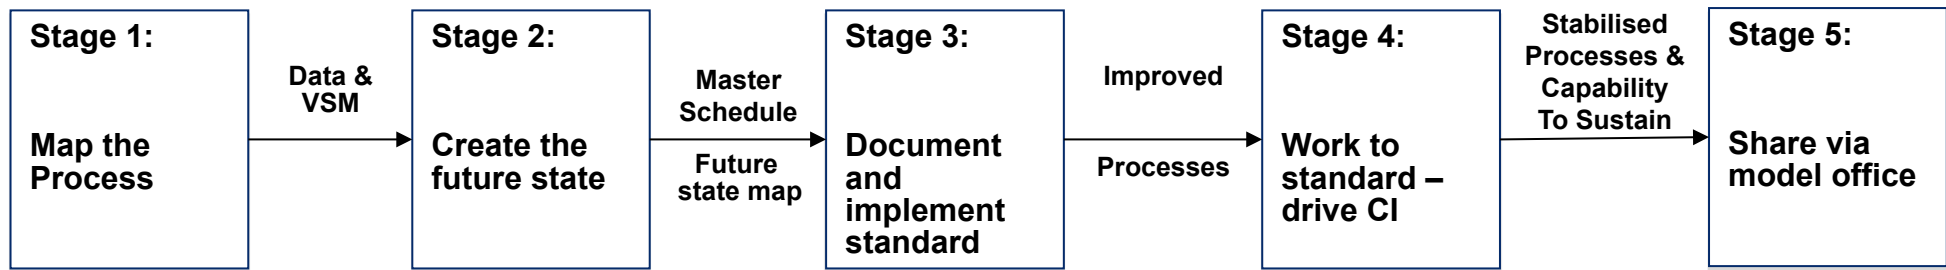 Stage 1:
Map the
Process
Data &
VSM
Stage 2:
Create the
future state
Master
Schedule
Future
state map
Stage 3:
Document
and
implement
standard
Improved
Processes
Stage 4:
Work to
standard –
drive CI
Stabilised
Processes &
Capability
To Sustain
Stage 5:
Share via
model office